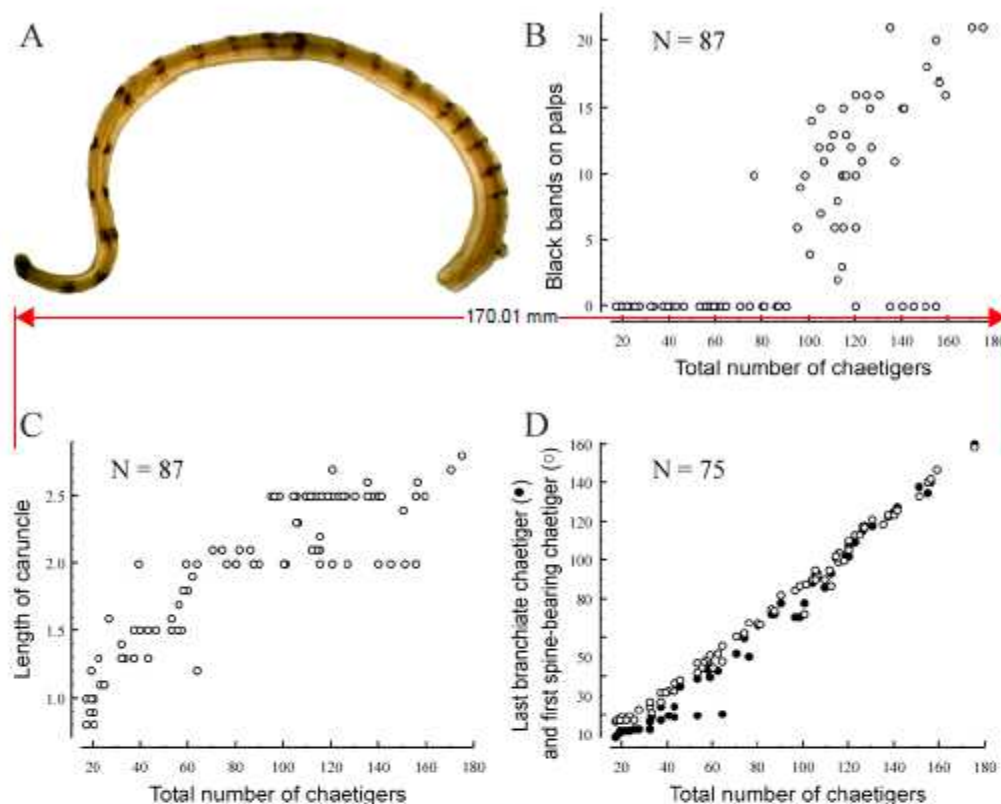 A
B
N = 87
Black bands on palps
20
15
10
5
0
20 40 60 80 100 120 140 160 180
Total number of chaetigers
170.01 mm
C
N = 87
Length of caruncle
2.5
2.0
1.5
1.0
20 40 60 80 100 120 140 160 180
Total number of chaetigers
D
N = 75
Last branchiate chaetiger (●)
and first spine-bearing chaetiger (○)
160
140
120
100
80
50
30
10
20 40 60 80 100 120 140 160 180
Total number of chaetigers